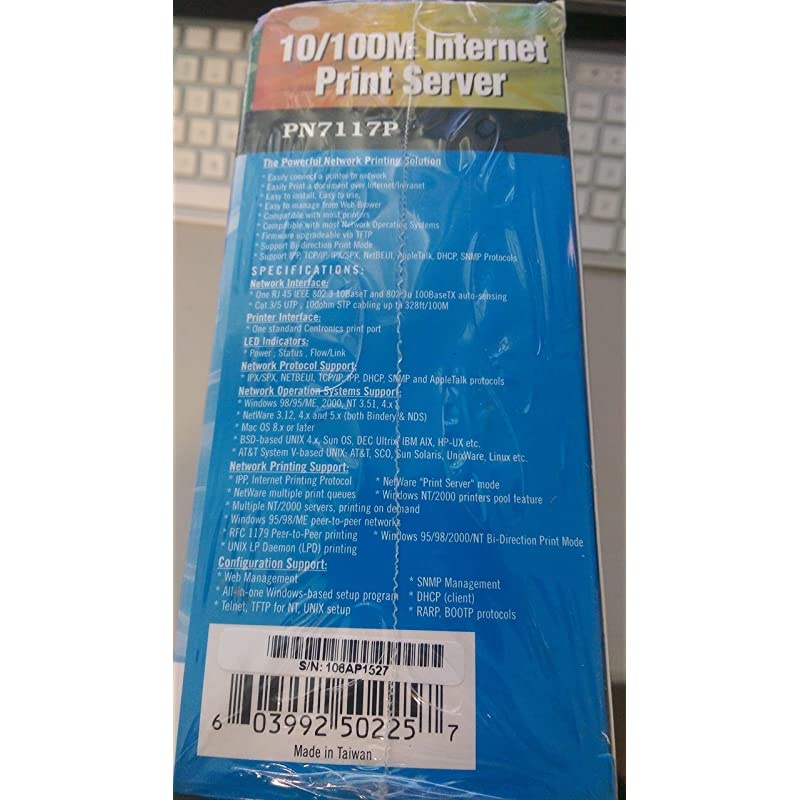 10/100M Internet
Print Server
PN7117P
The Powerful Network Printing Solution
* Easily connect a printer to network
* Easily Print a document over Internet/Intranet
* Easy to install, Easy to use,
* Easy to manage from Web Brower
* Compatible with most printers
* Compatible with most Network Operating Systems
* Firmware upgradeable via TFTP
* Support Bi-direction Print Mode
* Support IPP, TCP/IP, IPX/SPX, NetBEUI, AppleTalk, DHCP, SNMP Protocols
SPECIFICATIONS:
Network Interface:
* One RJ 45 IEEE 802.3 10BaseT and 802.3u 100BaseTX auto-sensing
* Cat.3/5 UTP , 100ohm STP cabling up to 328ft/100M
Printer Interface:
* One standard Centronics print port
LED Indicators:
* Power , Status , Flow/Link
Network Protocol Support:
* IPX/SPX, NETBEUI, TCP/IP, IPP, DHCP, SNMP and AppleTalk protocols
Network Operation Systems Support:
* Windows 98/95/ME, 2000, NT 3.51, 4.x
* NetWare 3.12, 4.x and 5.x (both Bindery & NDS)
* Mac OS 8.x or later
* BSD-based UNIX 4.x, Sun OS, DEC Ultrix, IBM AIX, HP-UX etc.
* AT&T System V-based UNIX: AT&T, SCO, Sun Solaris, UnixWare, Linux etc.
Network Printing Support:
* IPP, Internet Printing Protocol * NetWare "Print Server" mode
* NetWare multiple print queues * Windows NT/2000 printers pool feature
* Multiple NT/2000 servers, printing on demand
* Windows 95/98/ME peer-to-peer network
* RFC 1179 Peer-to-Peer printing * Windows 95/98/2000/NT Bi-Direction Print Mode
* UNIX LP Daemon (LPD) printing
Configuration Support:
* Web Management * SNMP Management
* All-in-one Windows-based setup program * DHCP (client)
* Telnet, TFTP for NT, UNIX setup * RARP, BOOTP protocols
S/N: 106AP1527
6 03992 50225 7
Made in Taiwan